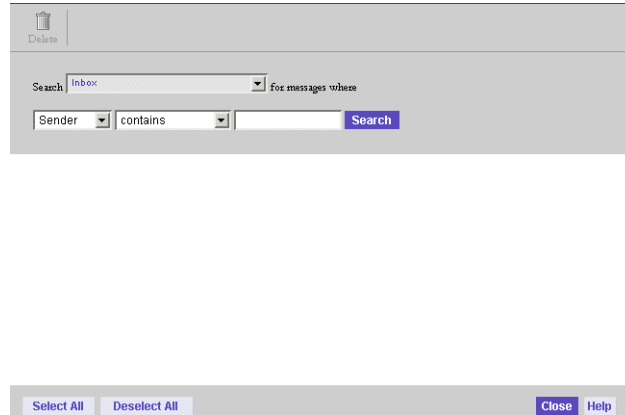 Delete
Search Inbox for messages where
Sender contains Search
Select All Deselect All Close Help